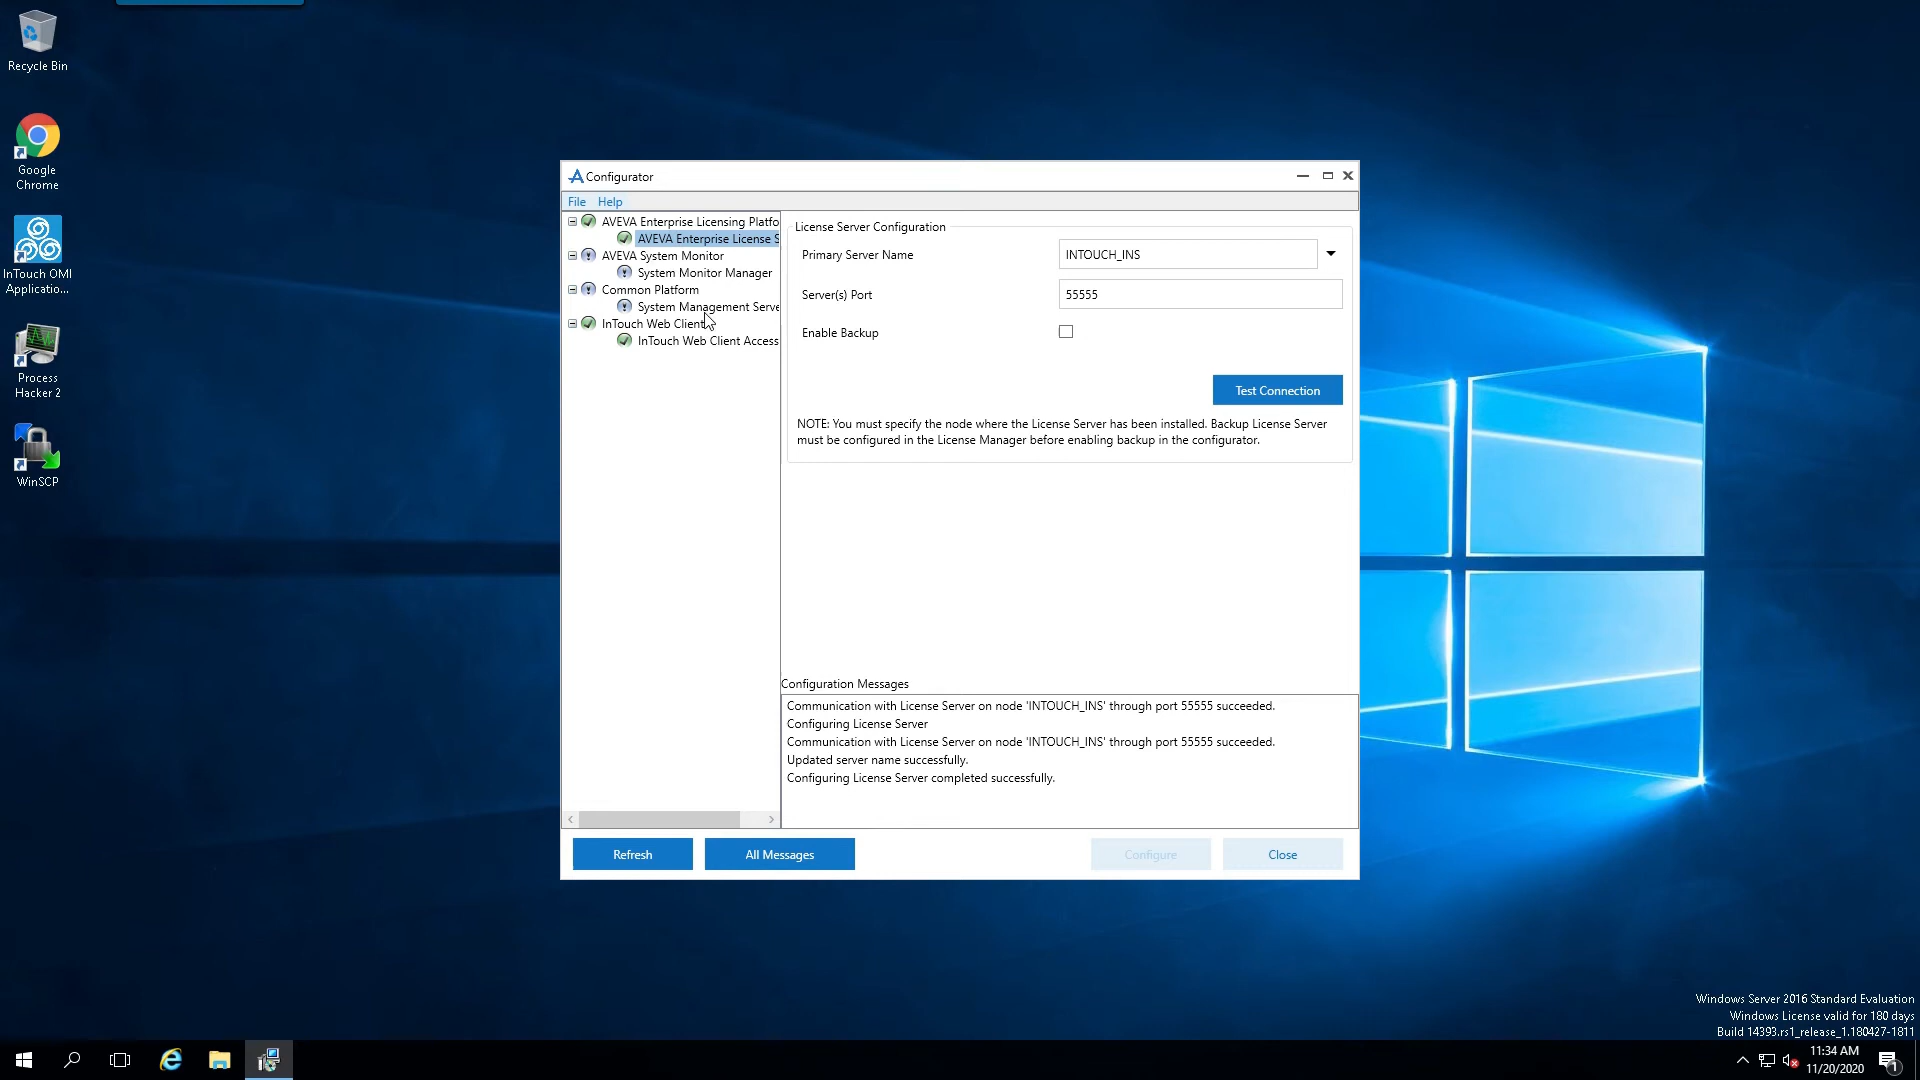 Recycle Bin
Google
Chrome
InTouch OMI
Applicatio...
Process
Hacker 2
WinSCP
Configurator
File Help
AVEVA Enterprise Licensing Platfo
AVEVA Enterprise License S
AVEVA System Monitor
System Monitor Manager
Common Platform
System Management Serve
InTouch Web Client
InTouch Web Client Access
License Server Configuration
Primary Server Name INTOUCH_INS
Server(s) Port 55555
Enable Backup
Test Connection
NOTE: You must specify the node where the License Server has been installed. Backup License Server
must be configured in the License Manager before enabling backup in the configurator.
Configuration Messages
Communication with License Server on node 'INTOUCH_INS' through port 55555 succeeded.
Configuring License Server
Communication with License Server on node 'INTOUCH_INS' through port 55555 succeeded.
Updated server name successfully.
Configuring License Server completed successfully.
Refresh All Messages Configure Close
Windows Server 2016 Standard Evaluation
Windows License valid for 180 days
Build 14393.rs1_release_1.180427-1811
11:34 AM
11/20/2020
1